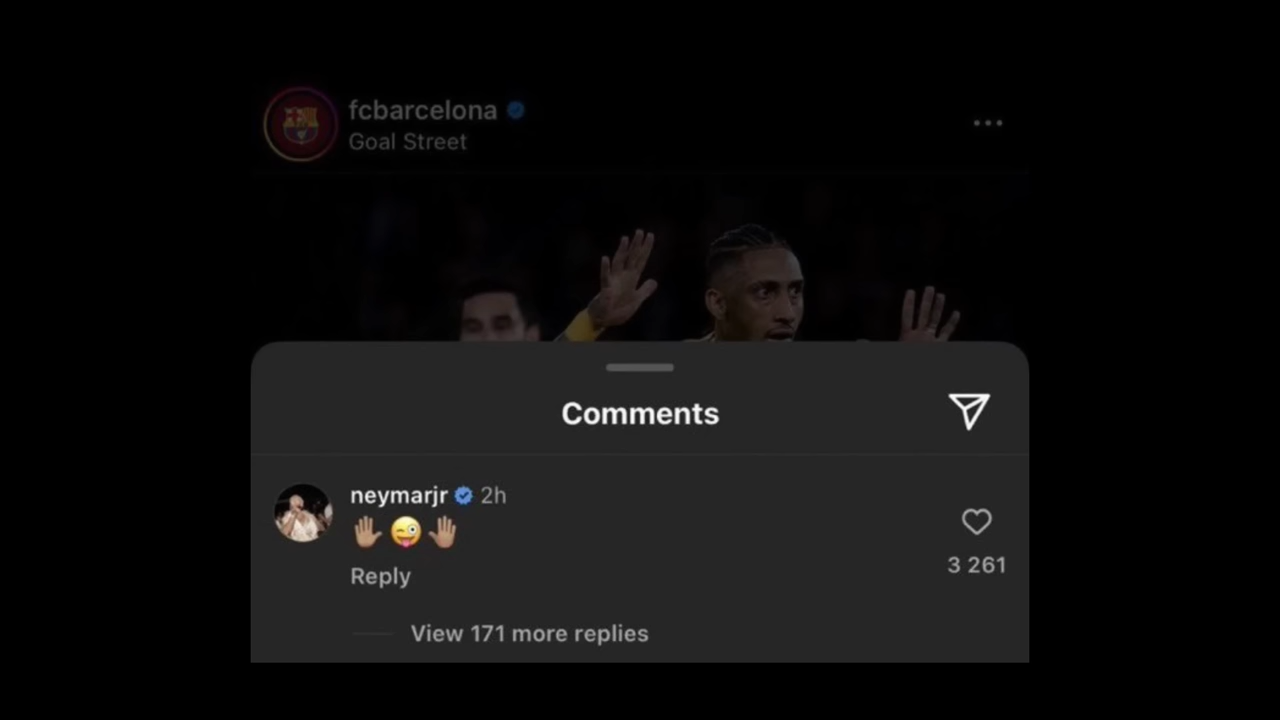 fcbarcelona
Goal Street
Comments
neymarjr 2h
🖐🏽😜🖐🏽
Reply
3 261
View 171 more replies